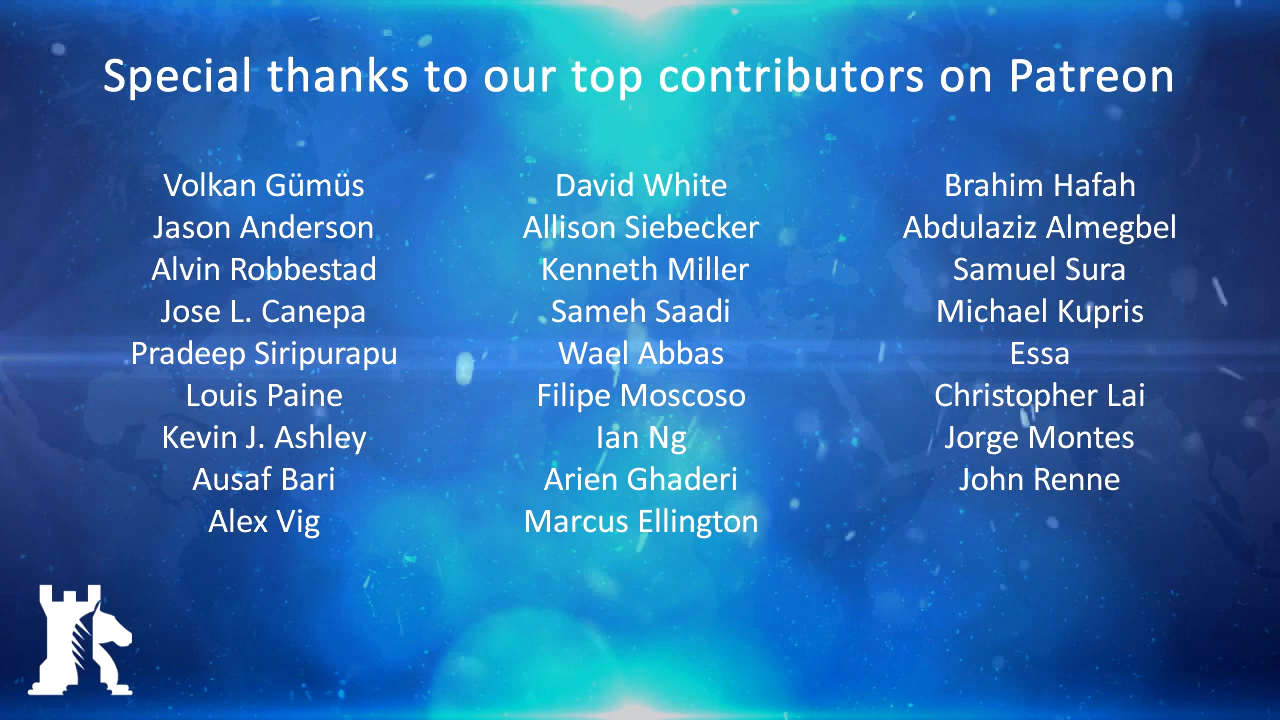 Special thanks to our top contributors on Patreon
Volkan Gümüs
Jason Anderson
Alvin Robbestad
Jose L. Canepa
Pradeep Siripurapu
Louis Paine
Kevin J. Ashley
Ausaf Bari
Alex Vig
David White
Allison Siebecker
Kenneth Miller
Sameh Saadi
Wael Abbas
Filipe Moscoso
Ian Ng
Arien Ghaderi
Marcus Ellington
Brahim Hafah
Abdulaziz Almegbel
Samuel Sura
Michael Kupris
Essa
Christopher Lai
Jorge Montes
John Renne